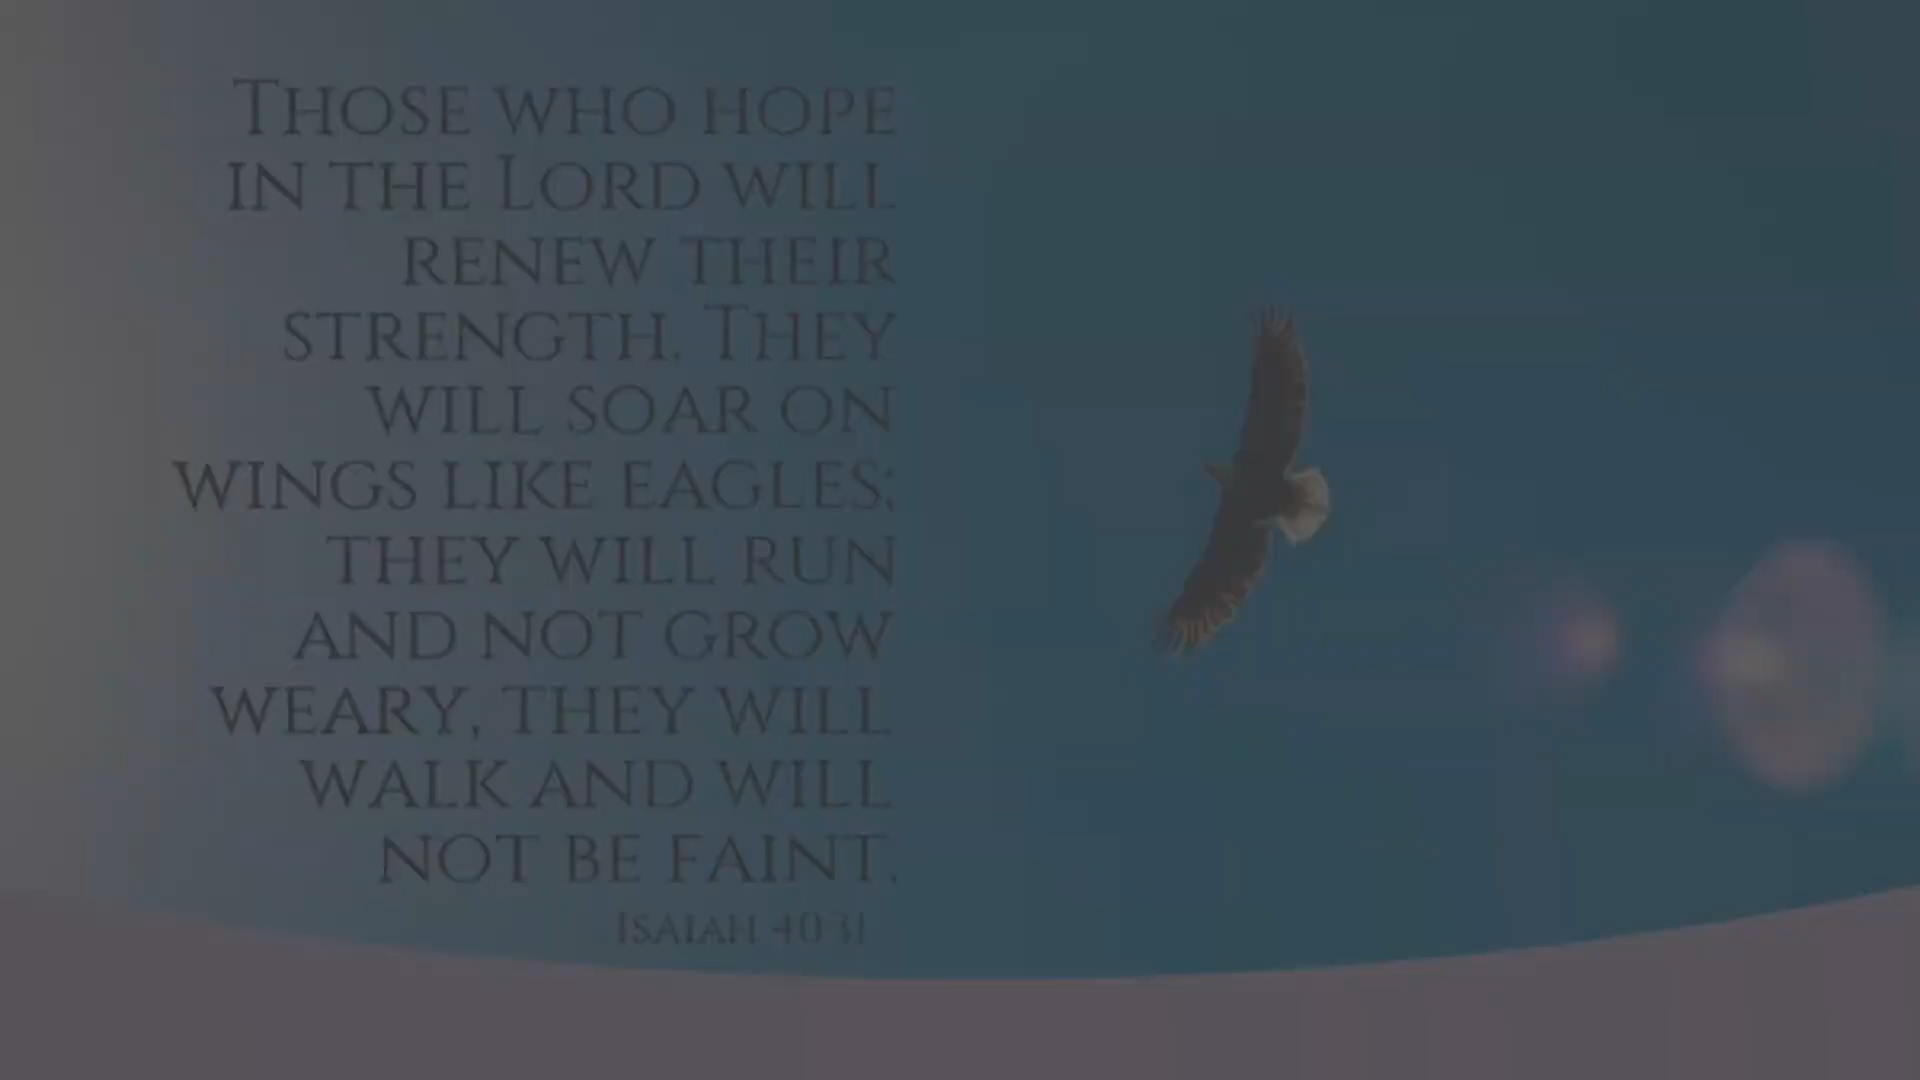 Those who hope
in the Lord will
renew their
strength. They
will soar on
wings like eagles;
they will run
and not grow
weary, they will
walk and will
not be faint.
Isaiah 40:31